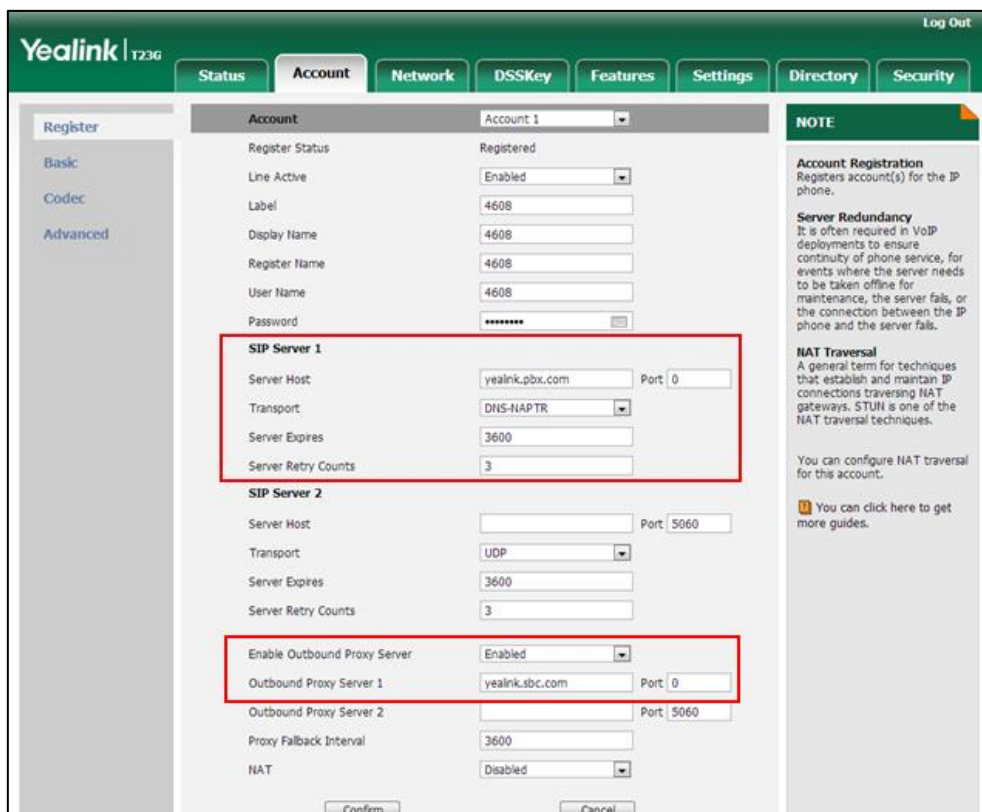 Log Out
Yealink T23G
Status Account Network DSSKey Features Settings Directory Security
Register
Basic
Codec
Advanced
Account Account 1
Register Status Registered
Line Active Enabled
Label 4608
Display Name 4608
Register Name 4608
User Name 4608
Password ••••••••
SIP Server 1
Server Host yealink.pbx.com Port 0
Transport DNS-NAPTR
Server Expires 3600
Server Retry Counts 3
SIP Server 2
Server Host Port 5060
Transport UDP
Server Expires 3600
Server Retry Counts 3
Enable Outbound Proxy Server Enabled
Outbound Proxy Server 1 yealink.sbc.com Port 0
Outbound Proxy Server 2 Port 5060
Proxy Fallback Interval 3600
NAT Disabled
Confirm Cancel
NOTE
Account Registration
Registers account(s) for the IP
phone.
Server Redundancy
It is often required in VoIP
deployments to ensure
continuity of phone service, for
events where the server needs
to be taken offline for
maintenance, the server fails, or
the connection between the IP
phone and the server fails.
NAT Traversal
A general term for techniques
that establish and maintain IP
connections traversing NAT
gateways. STUN is one of the
NAT traversal techniques.
You can configure NAT traversal
for this account.
You can click here to get
more guides.